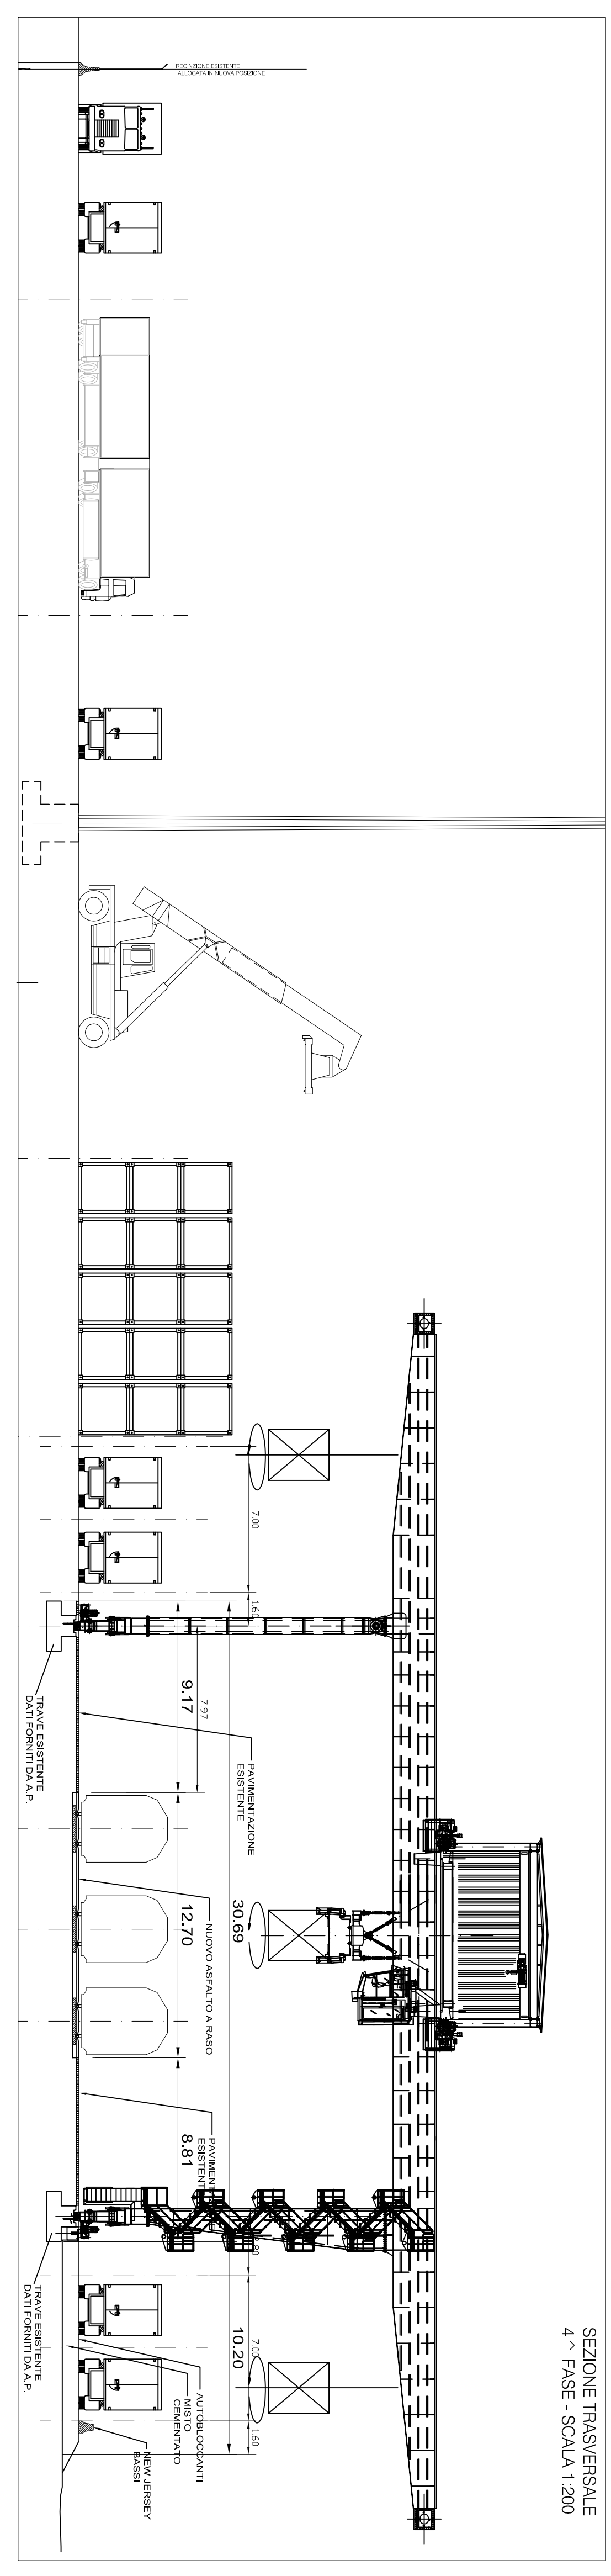 SEZIONE TRASVERSALE
4^ FASE - SCALA 1:200
RECINZIONE ESISTENTE
ALLOCATA IN NUOVA POSIZIONE
7.00
1.60
7.97
9.17
12.70
30.69
8.81
7.00
10.20
1.60
TRAVE ESISTENTE
DATI FORNITI DA A.P.
PAVIMENTAZIONE
ESISTENTE
NUOVO ASFALTO A RASO
ESISTENT
TRAVE ESISTENTE
DATI FORNITI DA A.P.
AUTOBLOCCANTI
MISTO
CEMENTATO
NEW JERSEY
BASSI